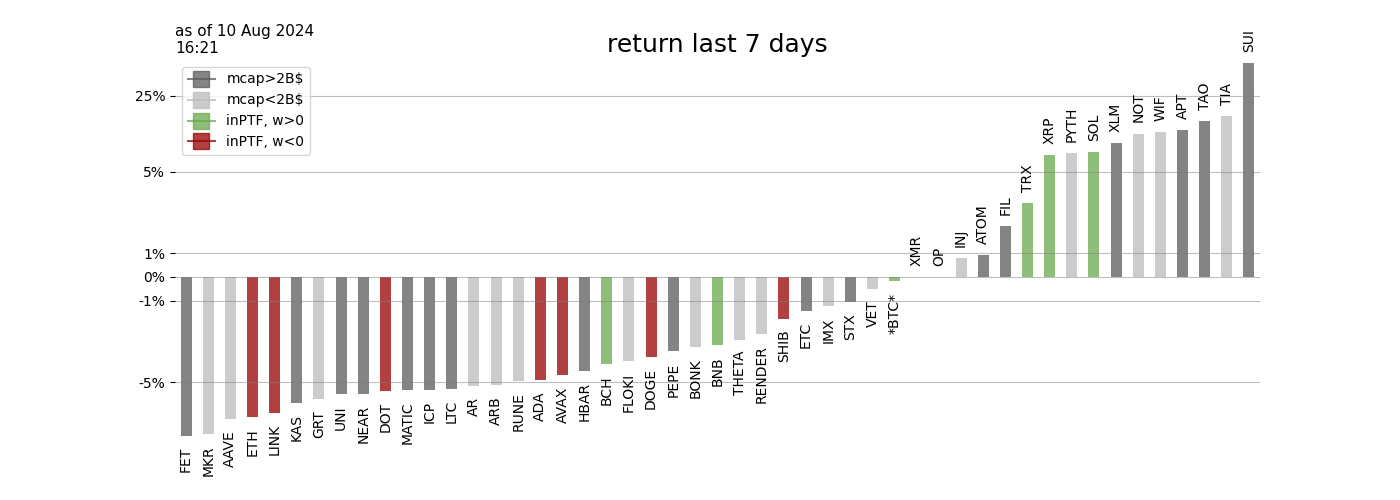 as of 10 Aug 2024
16:21
return last 7 days
mcap>2B$
mcap<2B$
inPTF, w>0
inPTF, w<0
25%
5%
1%
0%
-1%
-5%
FET
MKR
AAVE
ETH
LINK
KAS
GRT
UNI
NEAR
DOT
MATIC
ICP
LTC
AR
ARB
RUNE
ADA
AVAX
HBAR
BCH
FLOKI
DOGE
PEPE
BONK
BNB
THETA
RENDER
SHIB
ETC
IMX
STX
VET
*BTC*
XMR
OP
INJ
ATOM
FIL
TRX
XRP
PYTH
SOL
XLM
NOT
WIF
APT
TAO
TIA
SUI